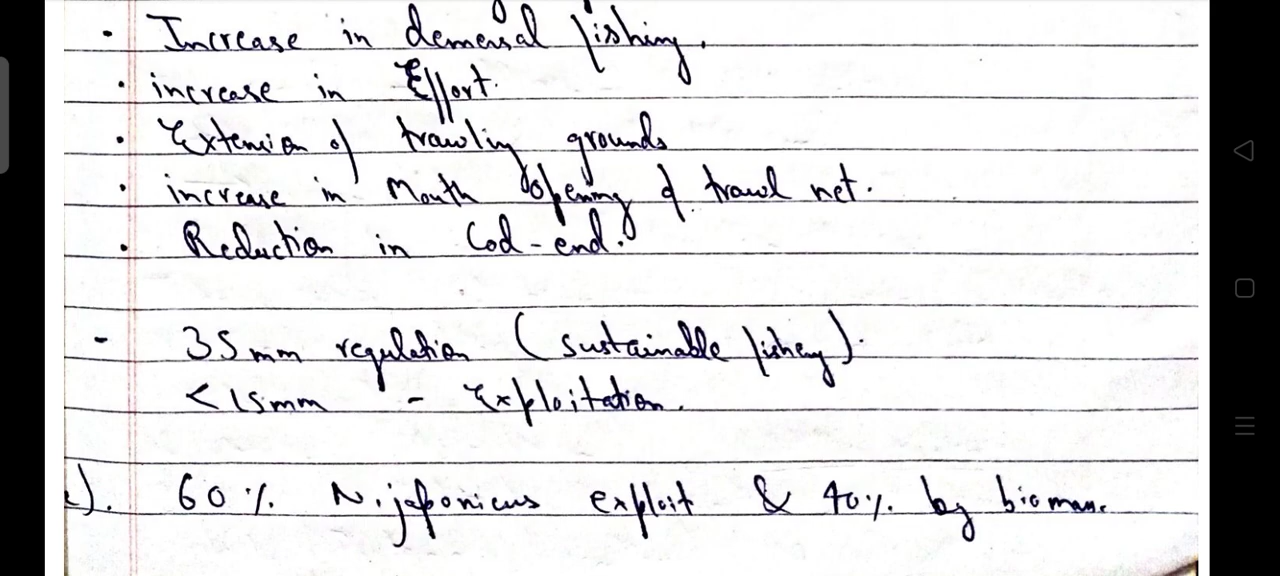 · Increase in demersal fishing.
· increase in Effort.
· Extension of trawling grounds
· increase in Mouth opening of trawl net.
· Reduction in Cod-end.
- 35mm regulation (sustainable fishery).
<15mm - Exploitation.
). 60% N. japonicus exploit & 40% by biomass